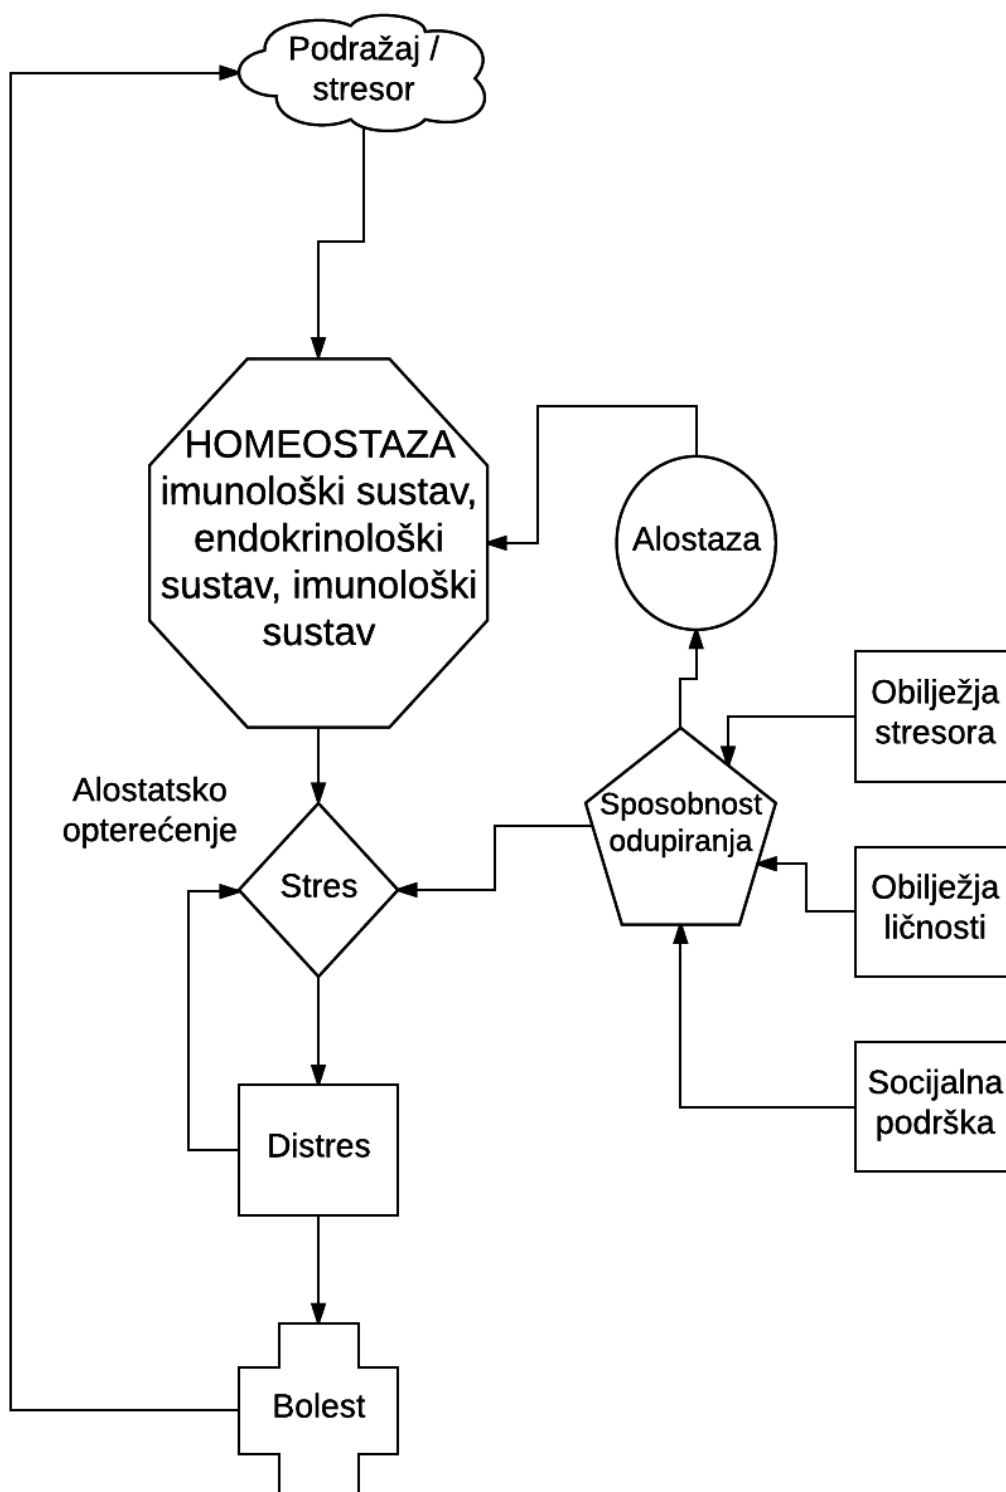 Podražaj /
stresor
HOMEOSTAZA
imunološki sustav,
endokrinološki
sustav, imunološki
sustav
Alostaza
Obilježja
stresora
Alostatsko
opterećenje
Sposobnost
odupiranja
Stres
Obilježja
ličnosti
Socijalna
podrška
Distres
Bolest